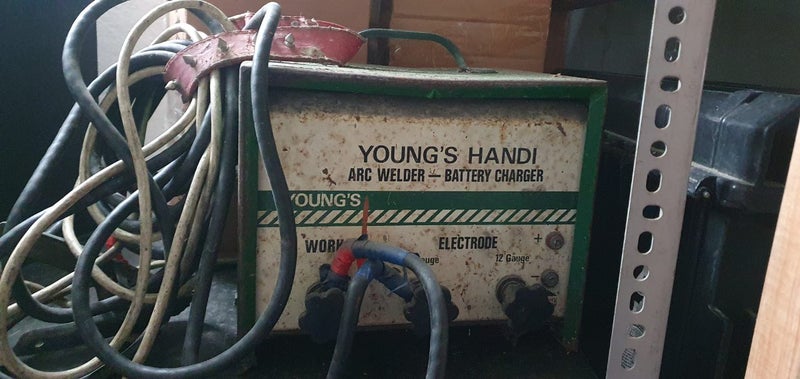 YOUNG'S HANDI
ARC WELDER — BATTERY CHARGER
YOUNG'S
WORK ELECTRODE +
12 Gauge -